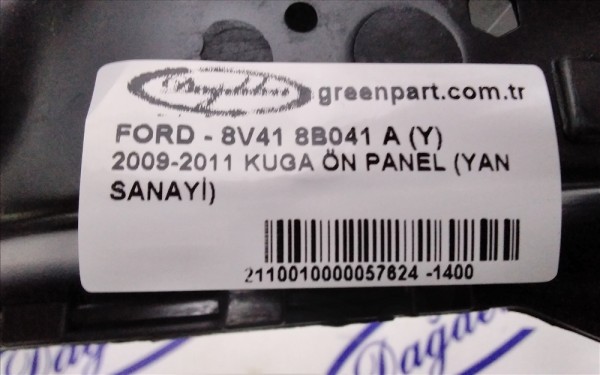 greenpart.com.tr
FORD - 8V41 8B041 A (Y)
2009-2011 KUGA ÖN PANEL (YAN
SANAYİ)
2110010000057624 -1400